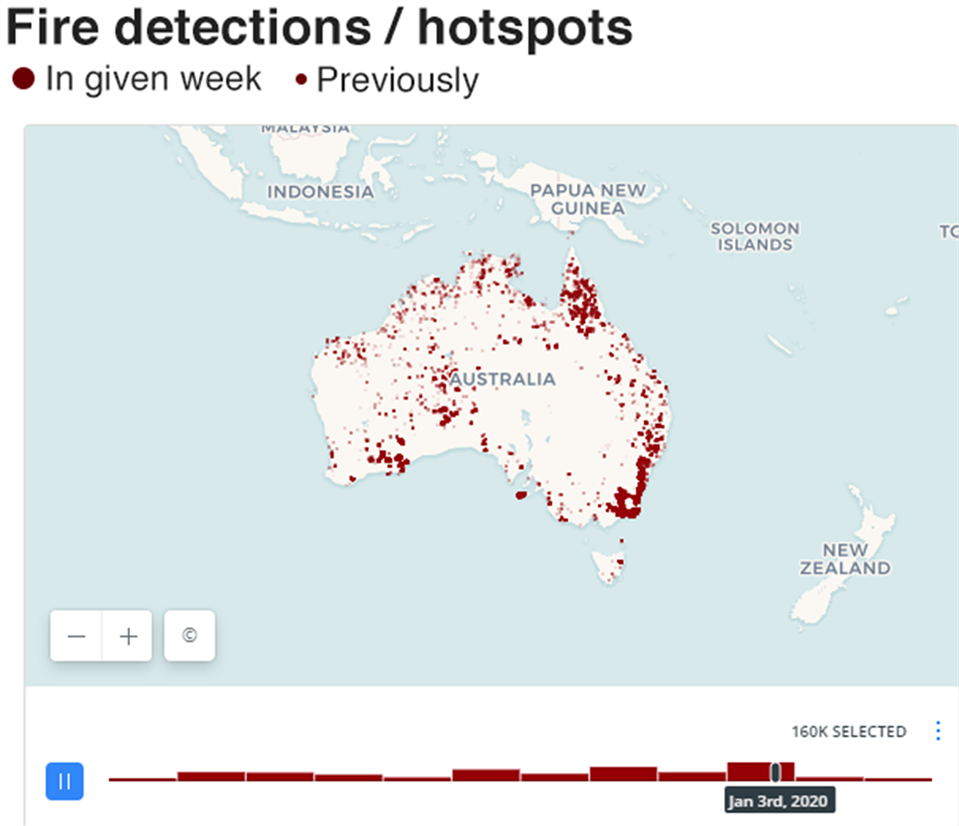 Fire detections / hotspots
In given week
Previously
MALAYSIA
INDONESIA
PAPUA NEW
GUINEA
SOLOMON
ISLANDS
TO
AUSTRALIA
NEW
ZEALAND
©
160K SELECTED
Jan 3rd, 2020